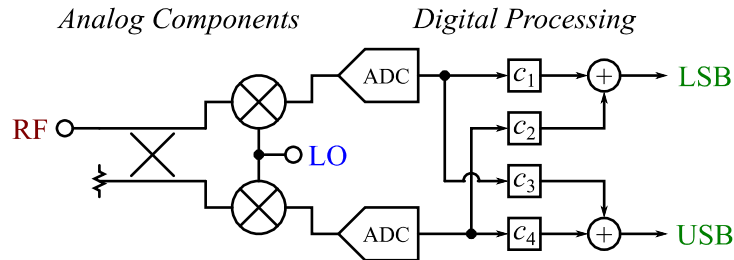 Analog Components Digital Processing
ADC c1 + LSB
RF c2
LO
c3
ADC c4 + USB